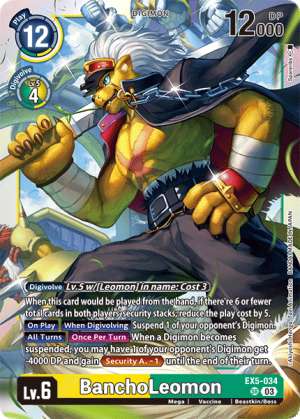 Play
12
DIGIMON
12000
DP
Digivolve
Lv.5
4
Digivolve Lv.5 w/[Leomon] in name: Cost 3
When this card would be played from the hand, if there're 6 or fewer
total cards in both players' security stacks, reduce the play cost by 5.
On Play When Digivolving Suspend 1 of your opponent's Digimon.
All Turns Once Per Turn When a Digimon becomes
suspended, you may have 1 of your opponent's Digimon get
-4000 DP and gain Security A. -1 until the end of their turn.
Lv.6
BanchoLeomon
EX5-034
SR 03
Mega Vaccine Beastkin/Boss